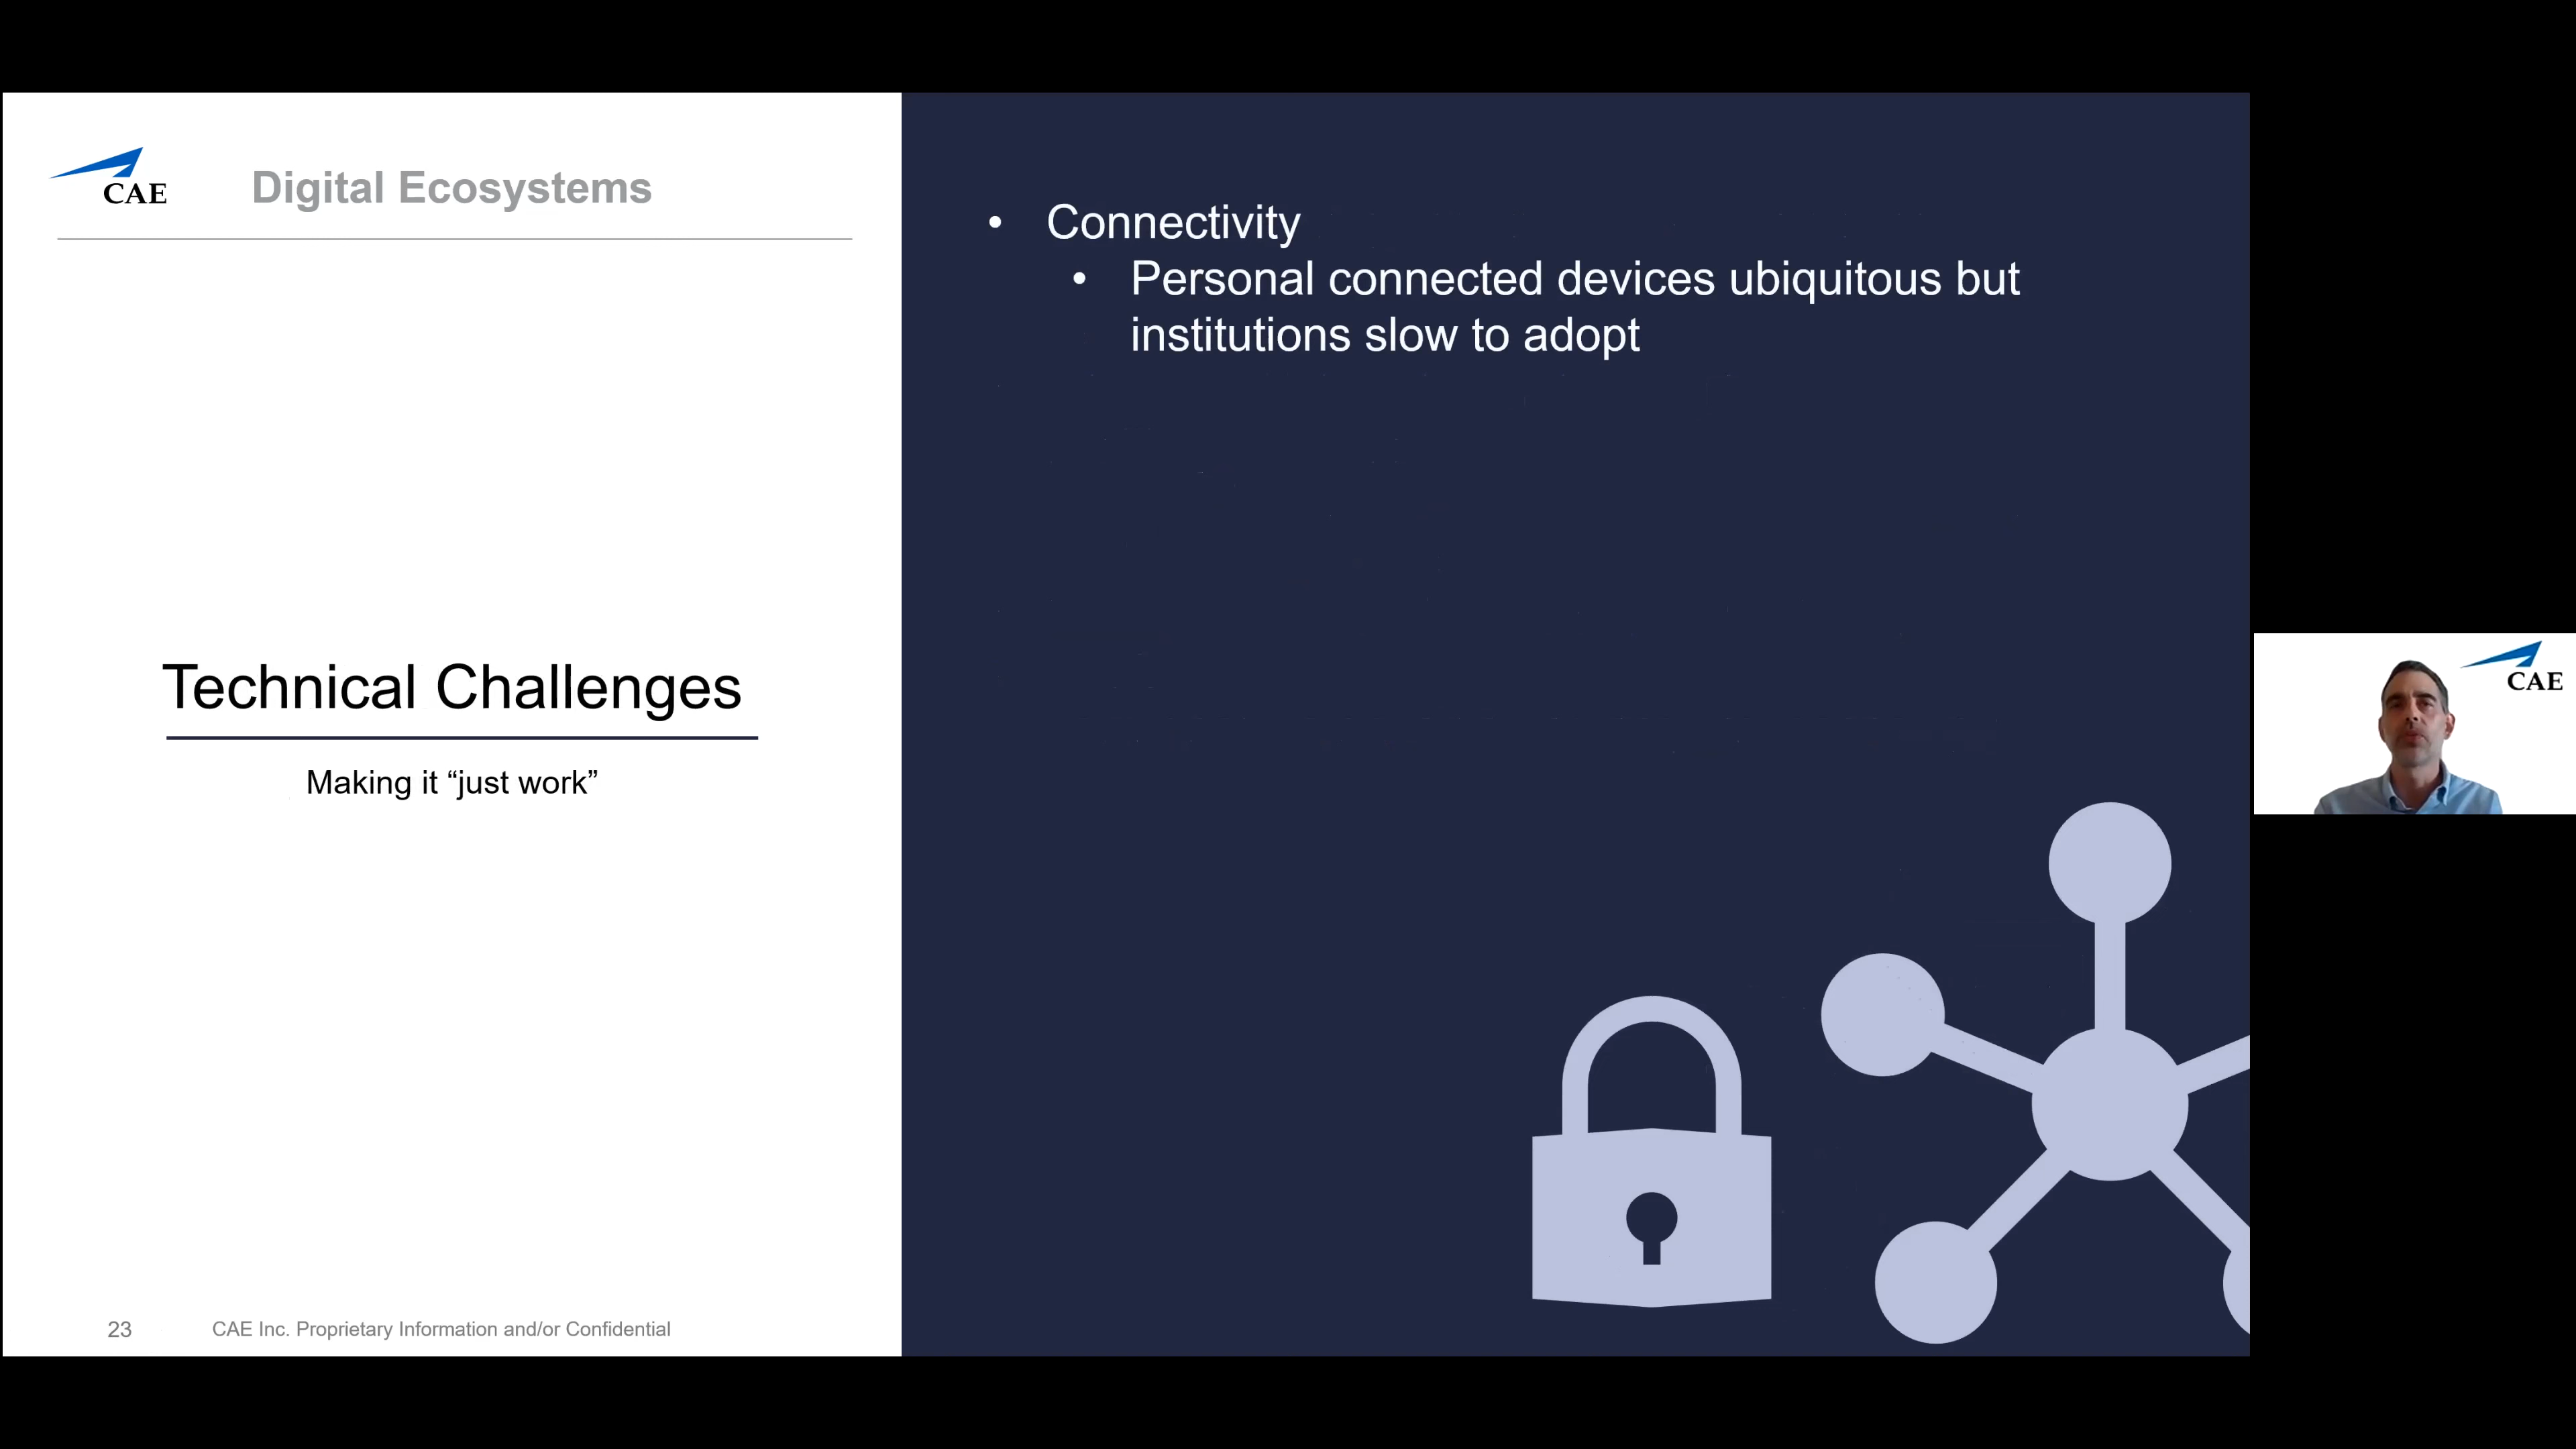 CAE
Digital Ecosystems
Technical Challenges
Making it “just work”
23
CAE Inc. Proprietary Information and/or Confidential
• Connectivity
• Personal connected devices ubiquitous but
institutions slow to adopt
CAE